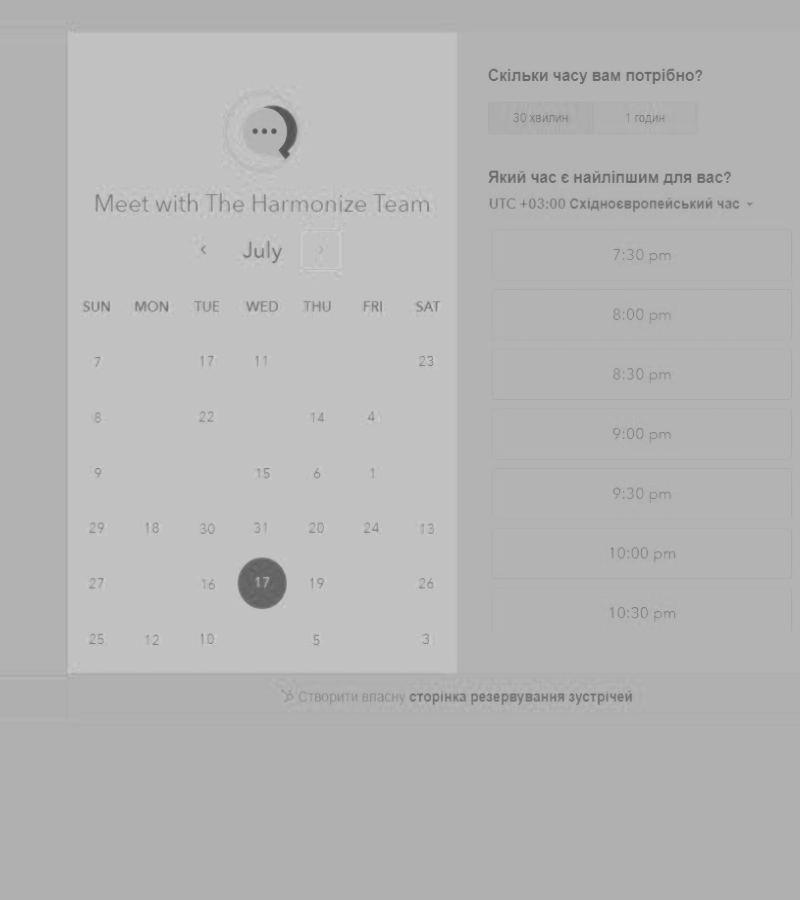 Meet with The Harmonize Team
July
SUN MON TUE WED THU FRI SAT
7 17 11 23
8 22 14 4
9 15 6 1
29 18 30 31 20 24 13
27 16 17 19 26
25 12 10 5 3
Скільки часу вам потрібно?
30 хвилин 1 годин
Який час є найліпшим для вас?
UTC +03:00 Східноєвропейський час
7:30 pm
8:00 pm
8:30 pm
9:00 pm
9:30 pm
10:00 pm
10:30 pm
Створити власну сторінка резервування зустрічей